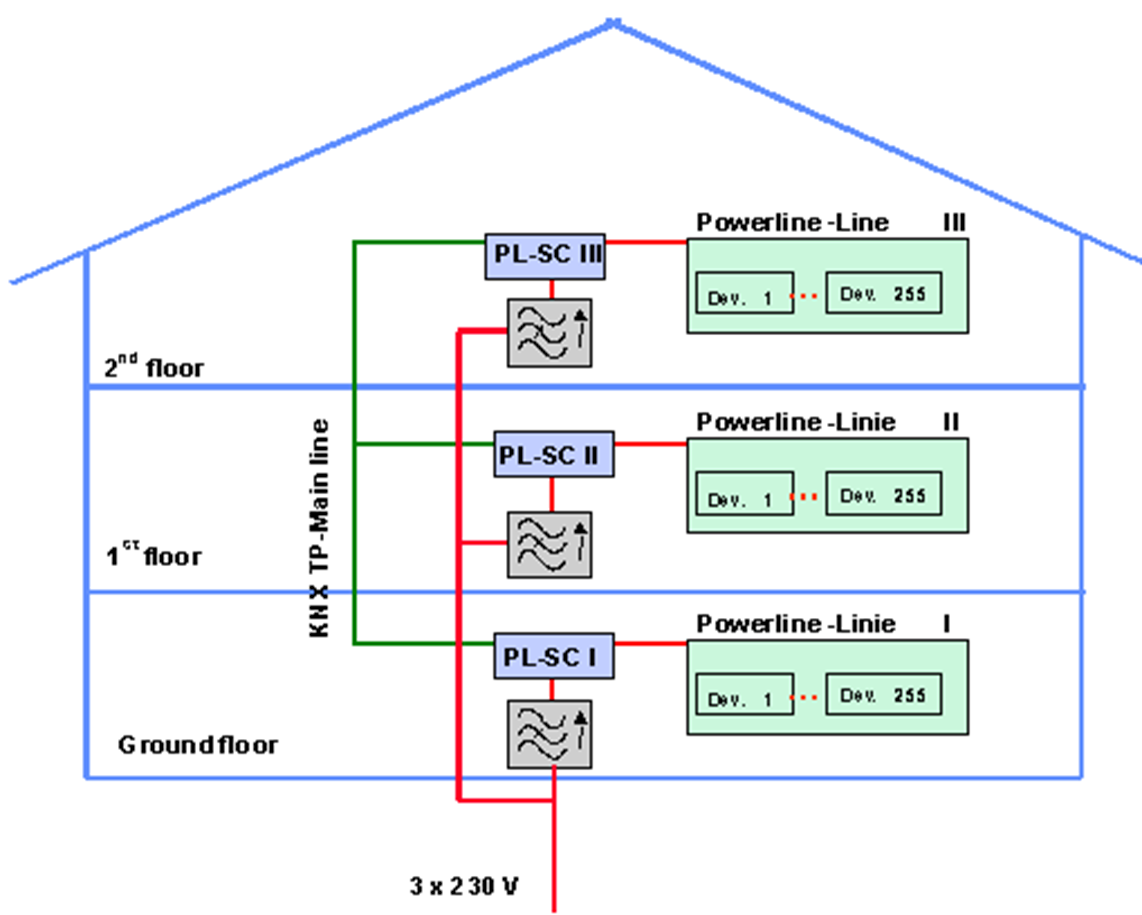 Powerline -Line III
PL-SC III
Dev. 1 ... Dev. 255
2nd floor
Powerline -Linie II
PL-SC II
Dev. 1 ... Dev. 255
KNX TP-Main line
1st floor
Powerline -Linie I
PL-SC I
Dev. 1 ... Dev. 255
Ground floor
3 x 230 V